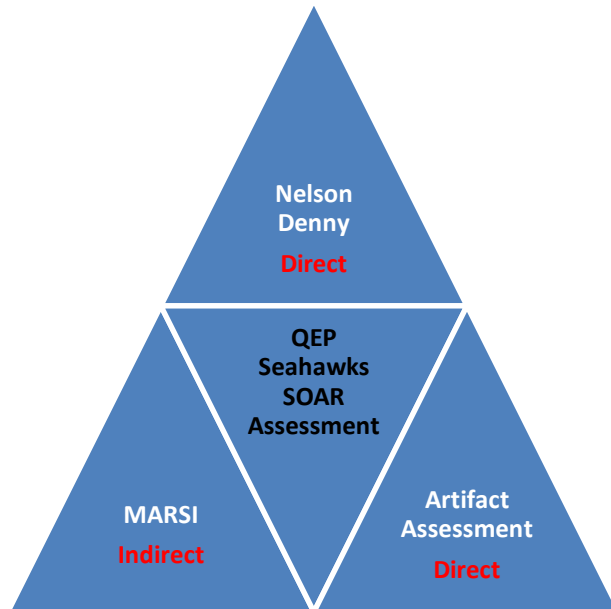 Nelson
Denny
Direct
QEP
Seahawks
SOAR
Assessment
MARSI
Indirect
Artifact
Assessment
Direct